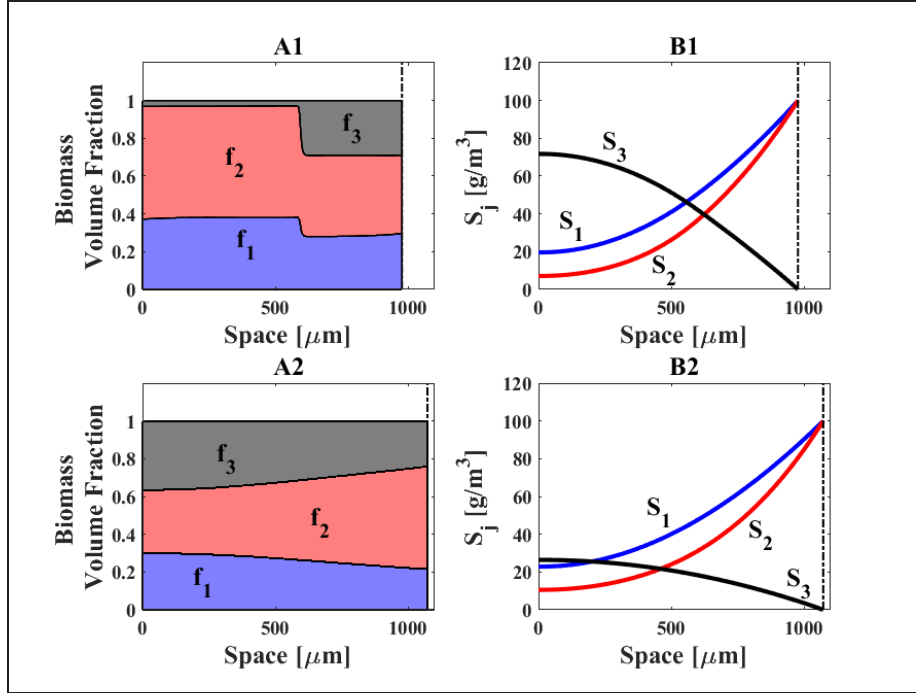 A1
Biomass
Volume Fraction
1
0.8
0.6
0.4
0.2
0
f3
f2
f1
0
500
1000
Space [μm]
B1
S_j [g/m³]
120
100
80
60
40
20
0
S3
S1
S2
0
500
1000
Space [μm]
A2
Biomass
Volume Fraction
1
0.8
0.6
0.4
0.2
0
f3
f2
f1
0
500
1000
Space [μm]
B2
S_j [g/m³]
120
100
80
60
40
20
0
S1
S2
S3
0
500
1000
Space [μm]